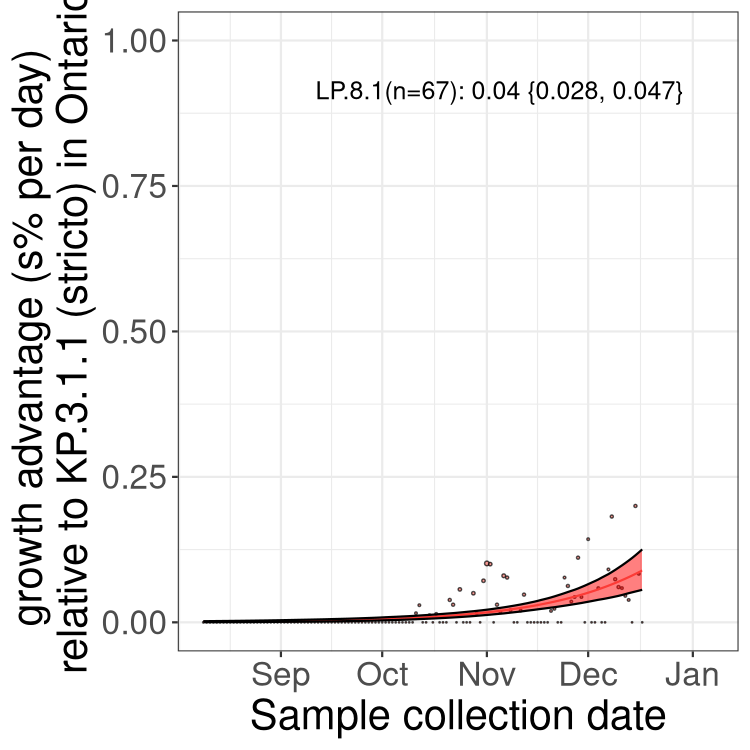 growth advantage (s% per day)
relative to KP.3.1.1 (stricto) in Ontario
1.00
0.75
0.50
0.25
0.00
LP.8.1(n=67): 0.04 {0.028, 0.047}
Sep Oct Nov Dec Jan
Sample collection date